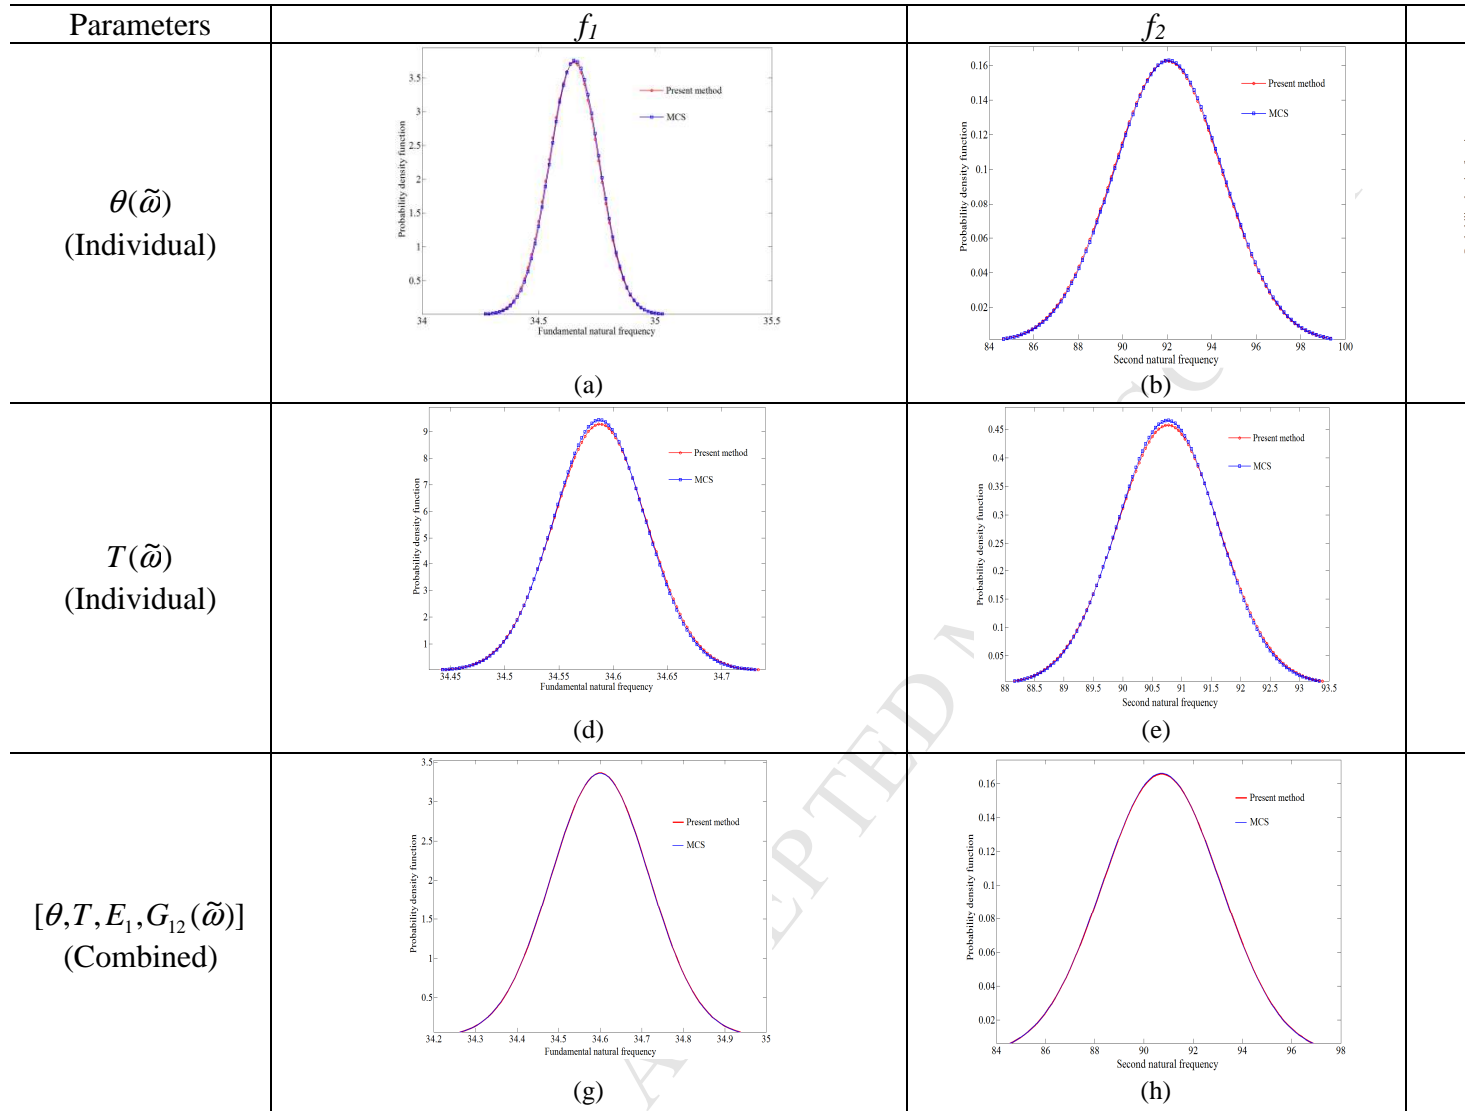 Parameters f1 f2
θ(ω̃)
(Individual)
3.5
3
2.5
2
1.5
1
0.5
34 34.5 35 35.5
Probability density function
Fundamental natural frequency
Present method
MCS
(a)
0.16
0.14
0.12
0.1
0.08
0.06
0.04
0.02
84 86 88 90 92 94 96 98 100
Probability density function
Second natural frequency
Present method
MCS
(b)
T(ω̃)
(Individual)
9
8
7
6
5
4
3
2
1
34.45 34.5 34.55 34.6 34.65 34.7
Probability density function
Fundamental natural frequency
Present method
MCS
(d)
0.45
0.4
0.35
0.3
0.25
0.2
0.15
0.1
0.05
88 88.5 89 89.5 90 90.5 91 91.5 92 92.5 93 93.5
Probability density function
Second natural frequency
Present method
MCS
(e)
[θ,T,E1,G12(ω̃)]
(Combined)
3.5
3
2.5
2
1.5
1
0.5
34.2 34.3 34.4 34.5 34.6 34.7 34.8 34.9 35
Probability density function
Fundamental natural frequency
Present method
MCS
(g)
0.16
0.14
0.12
0.1
0.08
0.06
0.04
0.02
84 86 88 90 92 94 96 98
Probability density function
Second natural frequency
Present method
MCS
(h)